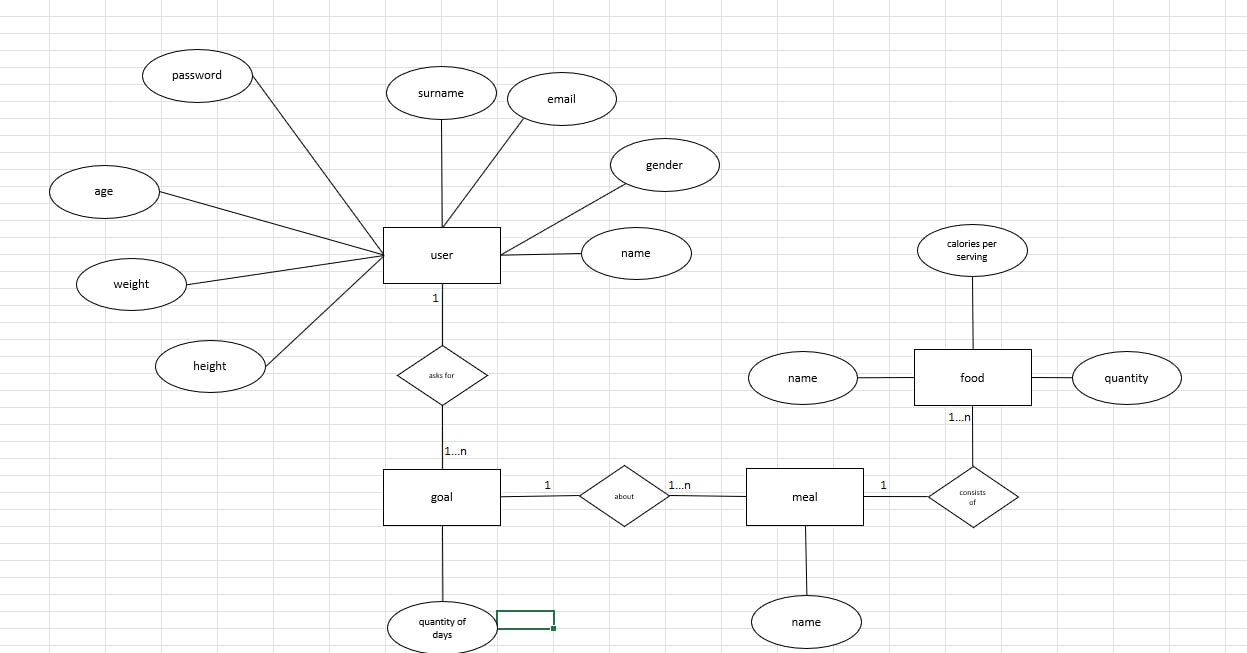 password
surname
email
gender
age
user
name
weight
1
height
asks for
1...n
goal
1
about
1...n
meal
1
consists
of
calories per
serving
name
food
quantity
1...n
quantity of
days
name